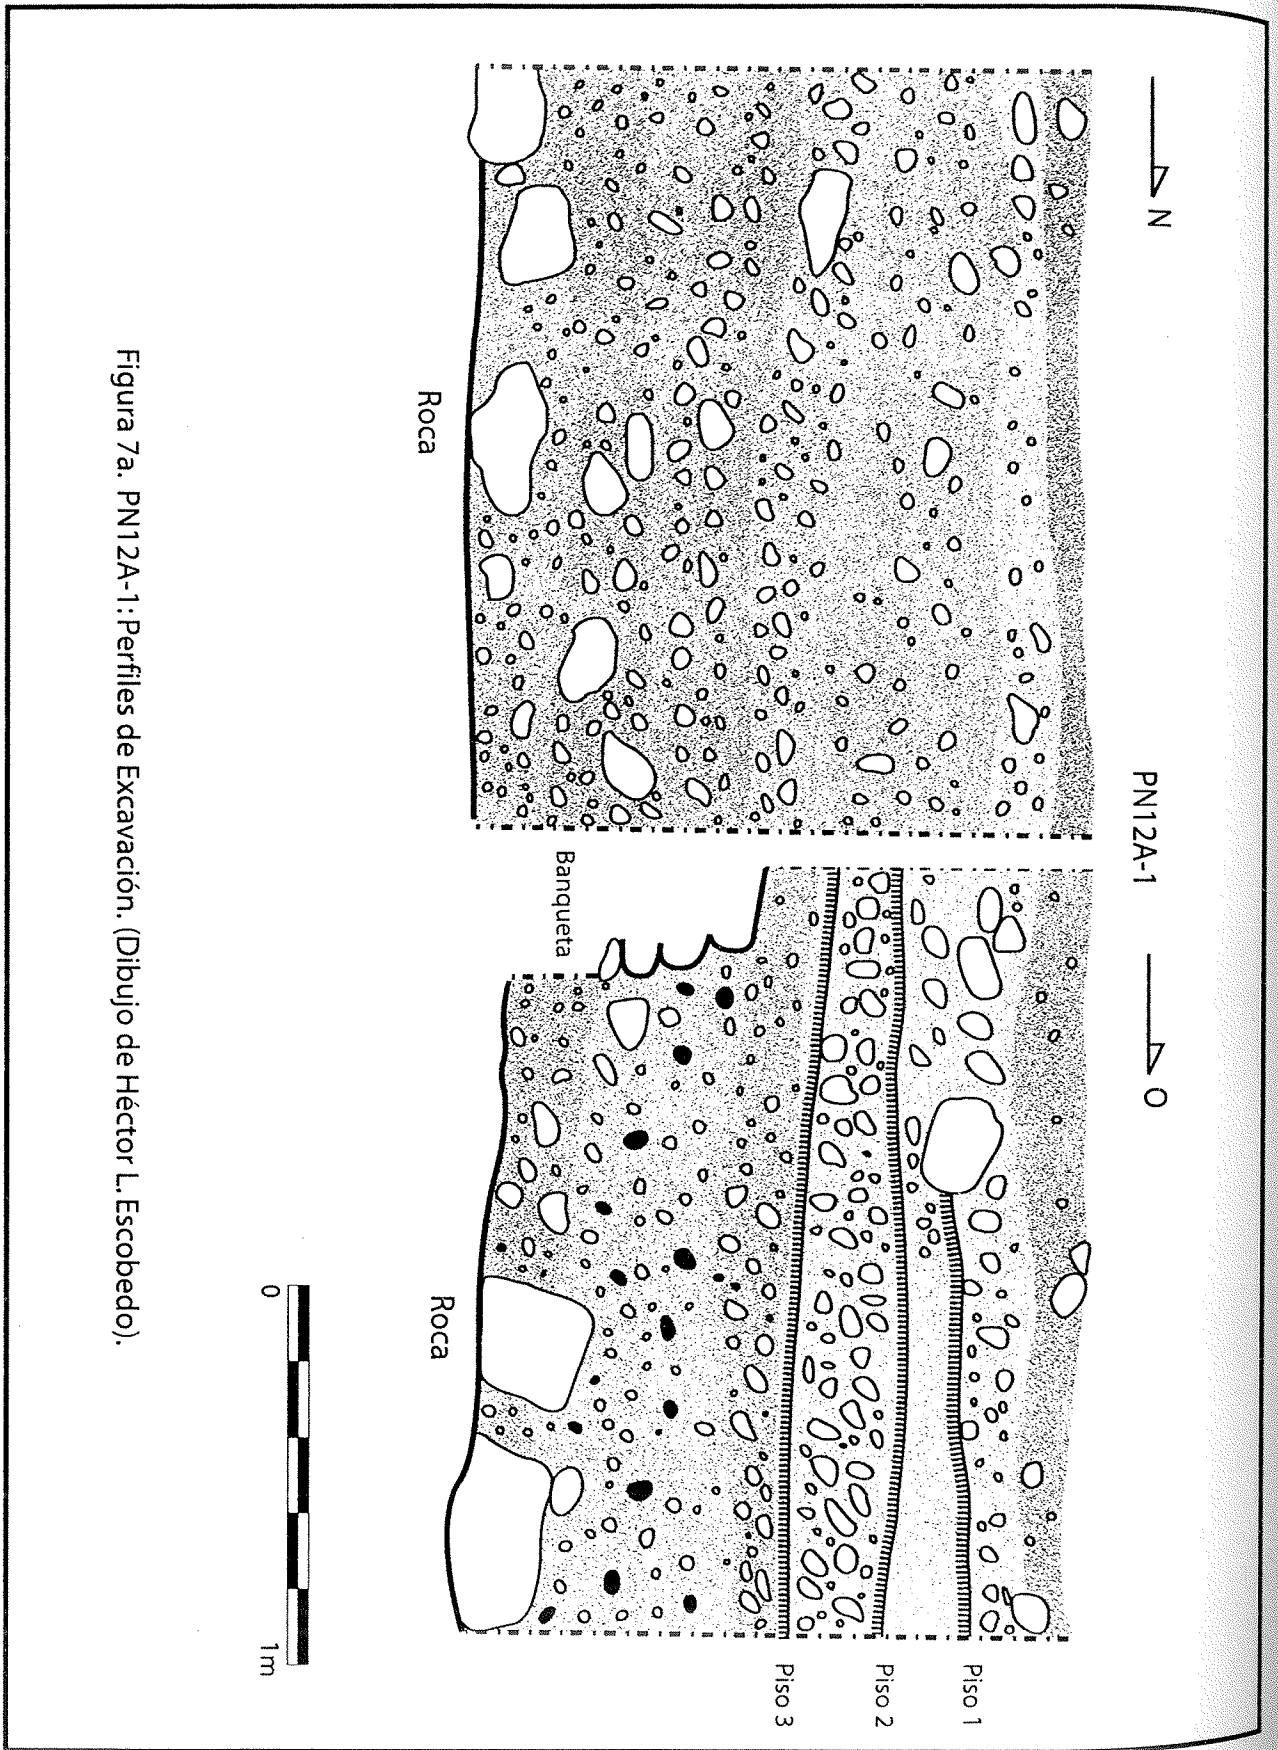 PN12A-1
N
O
Piso 1
Piso 2
Piso 3
Banqueta
Roca
Roca
0
1m
Figura 7a. PN12A-1: Perfiles de Excavación. (Dibujo de Héctor L. Escobedo).